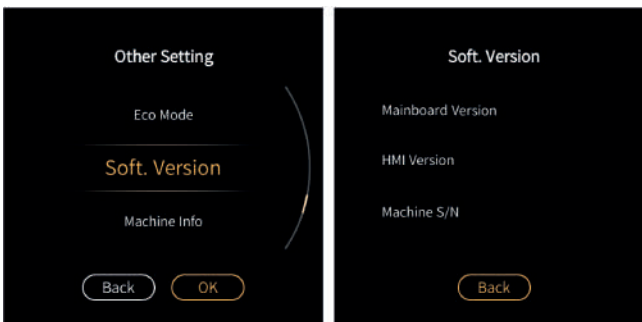 Other Setting
Eco Mode
Soft. Version
Machine Info
Back
OK
Soft. Version
Mainboard Version
HMI Version
Machine S/N
Back